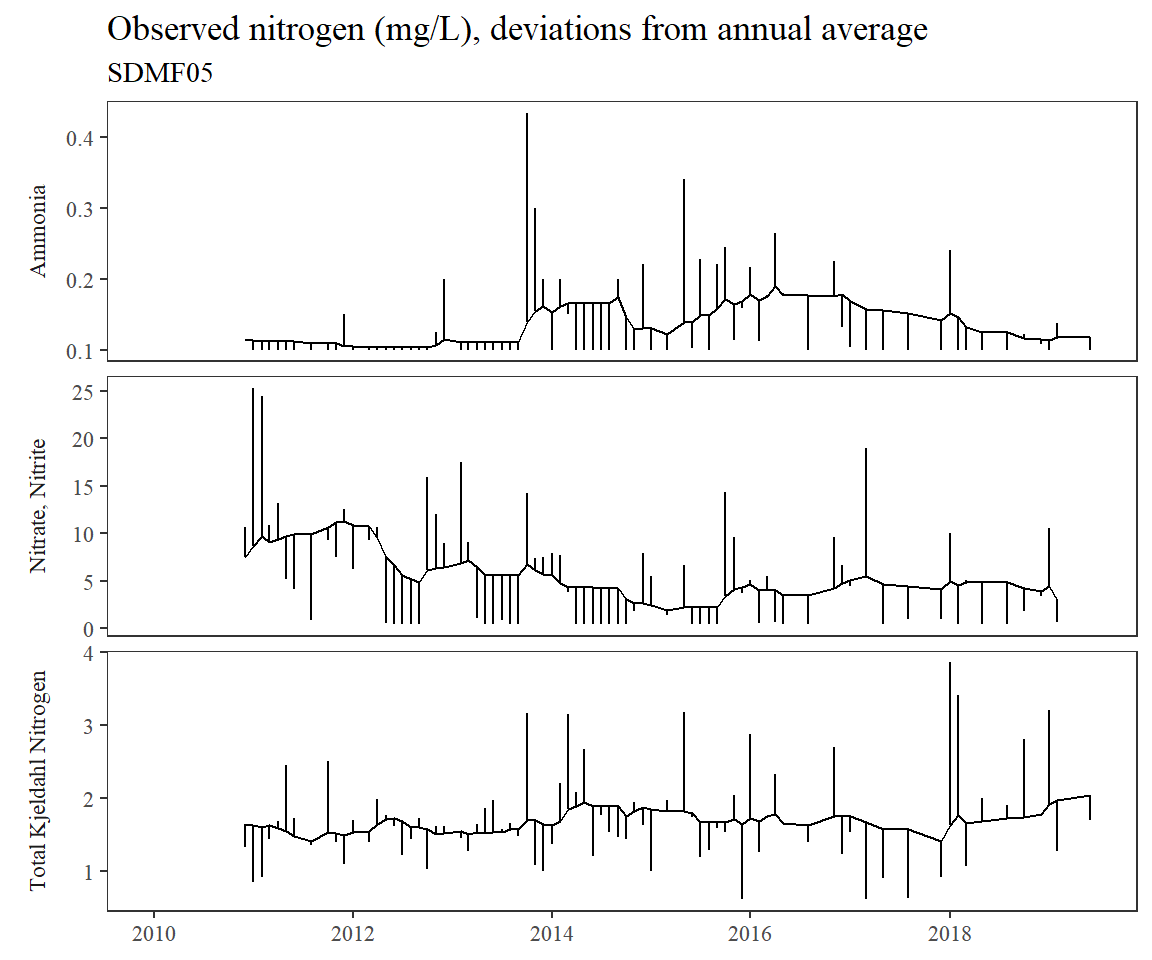 Observed nitrogen (mg/L), deviations from annual average
SDMF05
Ammonia
0.4
0.3
0.2
0.1
Nitrate, Nitrite
25
20
15
10
5
0
Total Kjeldahl Nitrogen
4
3
2
1
2010 2012 2014 2016 2018